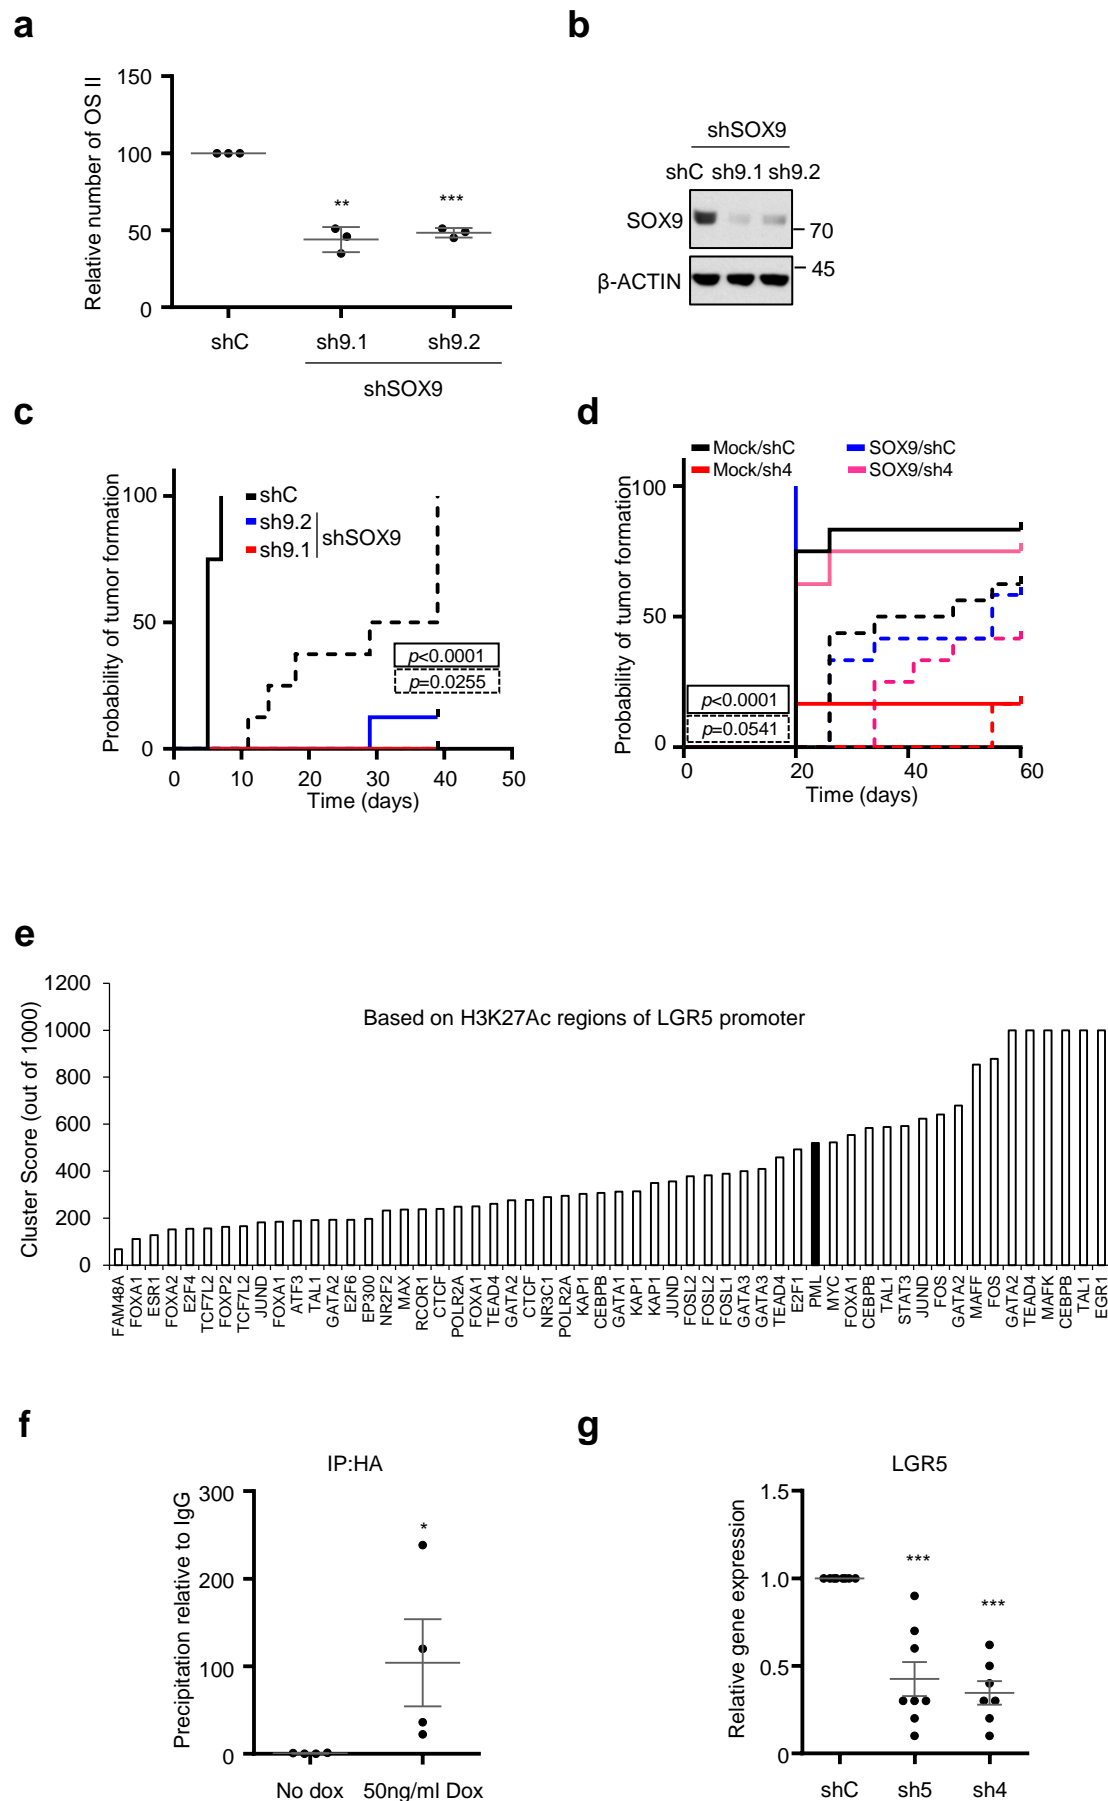 a
150
100
50
0
Relative number of OS II
**
***
shC
sh9.1
sh9.2
shSOX9
b
shSOX9
shC sh9.1 sh9.2
SOX9
70
45
β-ACTIN
c
100
50
0
Probability of tumor formation
shC
sh9.2
sh9.1
shSOX9
p<0.0001
p=0.0255
0 10 20 30 40 50
Time (days)
d
Mock/shC
Mock/sh4
SOX9/shC
SOX9/sh4
100
50
0
Probability of tumor formation
p<0.0001
p=0.0541
0 20 40 60
Time (days)
e
1200
1000
800
600
400
200
0
Cluster Score (out of 1000)
Based on H3K27Ac regions of LGR5 promoter
FAM48A
FOXA1
ESR1
FOXA2
E2F4
TCF7L2
FOXP2
TCF7L2
JUND
FOXA1
ATF3
TAL1
GATA2
E2F6
EP300
NR2F2
MAX
RCOR1
CTCF
POLR2A
FOXA1
TEAD4
GATA2
CTCF
NR3C1
POLR2A
KAP1
CEBPB
GATA1
KAP1
KAP1
JUND
FOSL2
FOSL2
FOSL1
GATA3
GATA3
TEAD4
E2F1
PML
MYC
FOXA1
CEBPB
TAL1
STAT3
JUND
FOS
GATA2
MAFF
FOS
GATA2
TEAD4
MAFK
CEBPB
TAL1
EGR1
f
IP:HA
300
200
100
0
Precipitation relative to IgG
*
No dox
50ng/ml Dox
g
LGR5
1.5
1.0
0.5
0
Relative gene expression
***
***
shC
sh5
sh4